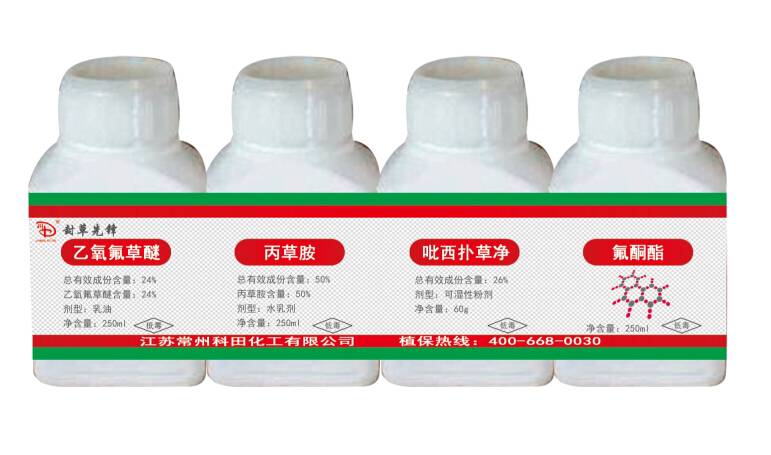 封草先锋
乙氧氟草醚
总有效成份含量：24%
乙氧氟草醚含量：24%
剂型：乳油
净含量：250ml
低毒
丙草胺
总有效成份含量：50%
丙草胺含量：50%
剂型：水乳剂
净含量：250ml
低毒
吡西扑草净
总有效成份含量：26%
剂型：可湿性粉剂
净含量：60g
低毒
氟酮酯
净含量：250ml
低毒
江苏常州科田化工有限公司 植保热线：400-668-0030